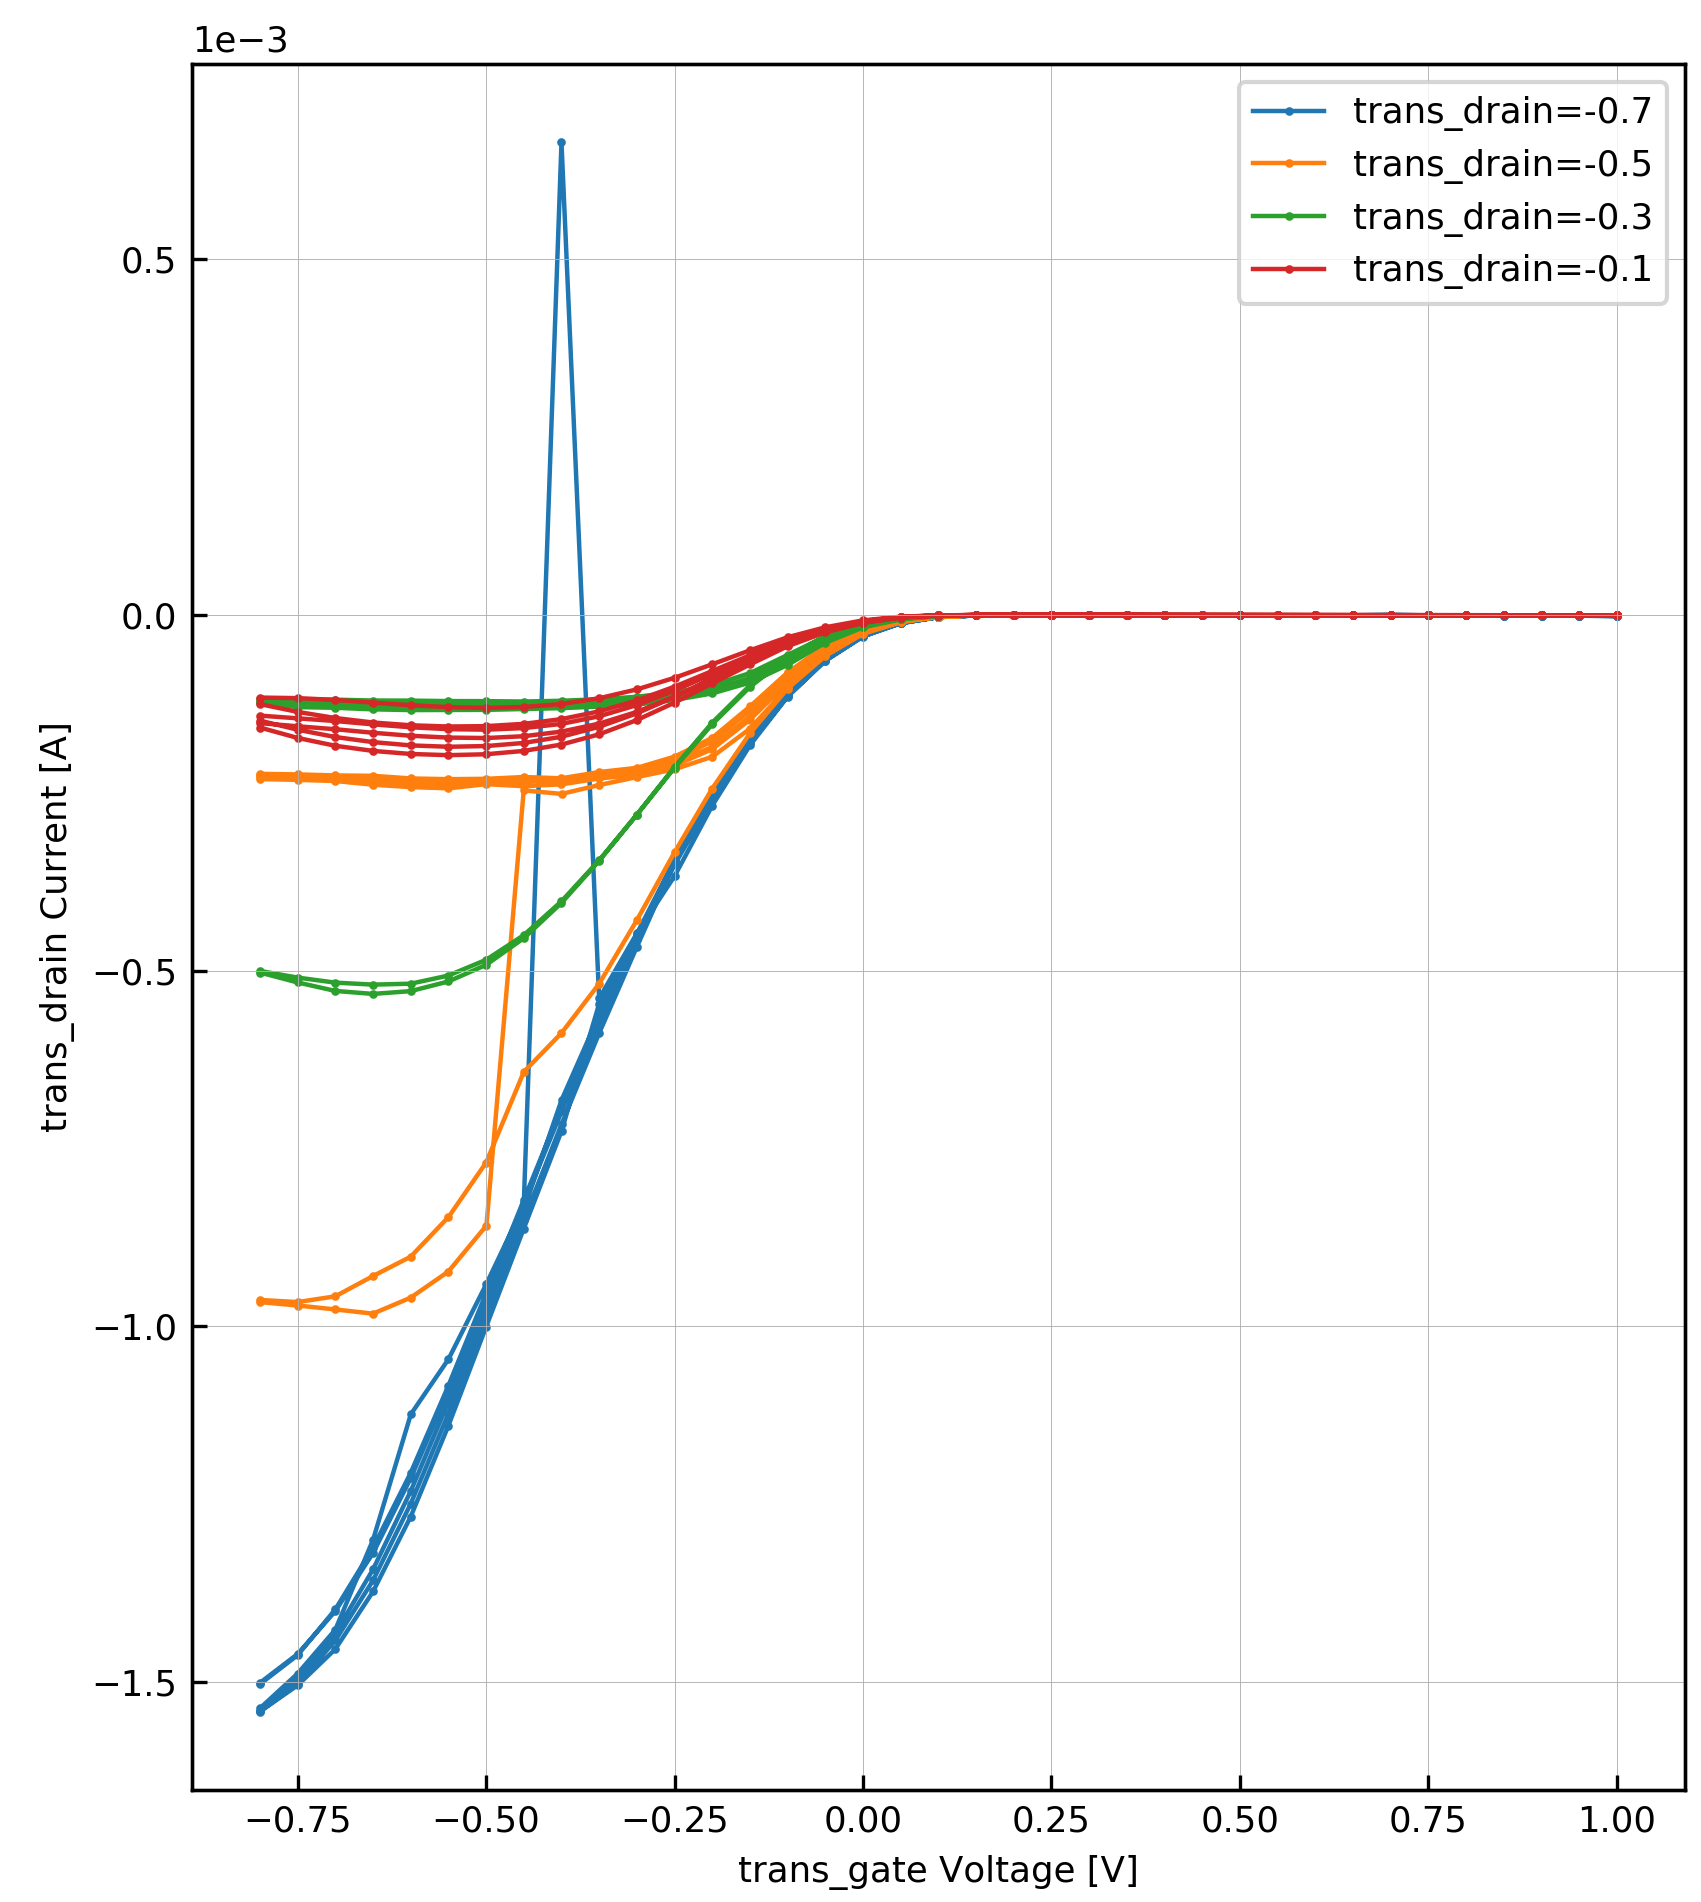 1e−3
trans_drain=-0.7
trans_drain=-0.5
trans_drain=-0.3
trans_drain=-0.1
0.5
0.0
−0.5
−1.0
−1.5
trans_drain Current [A]
−0.75 −0.50 −0.25 0.00 0.25 0.50 0.75 1.00
trans_gate Voltage [V]